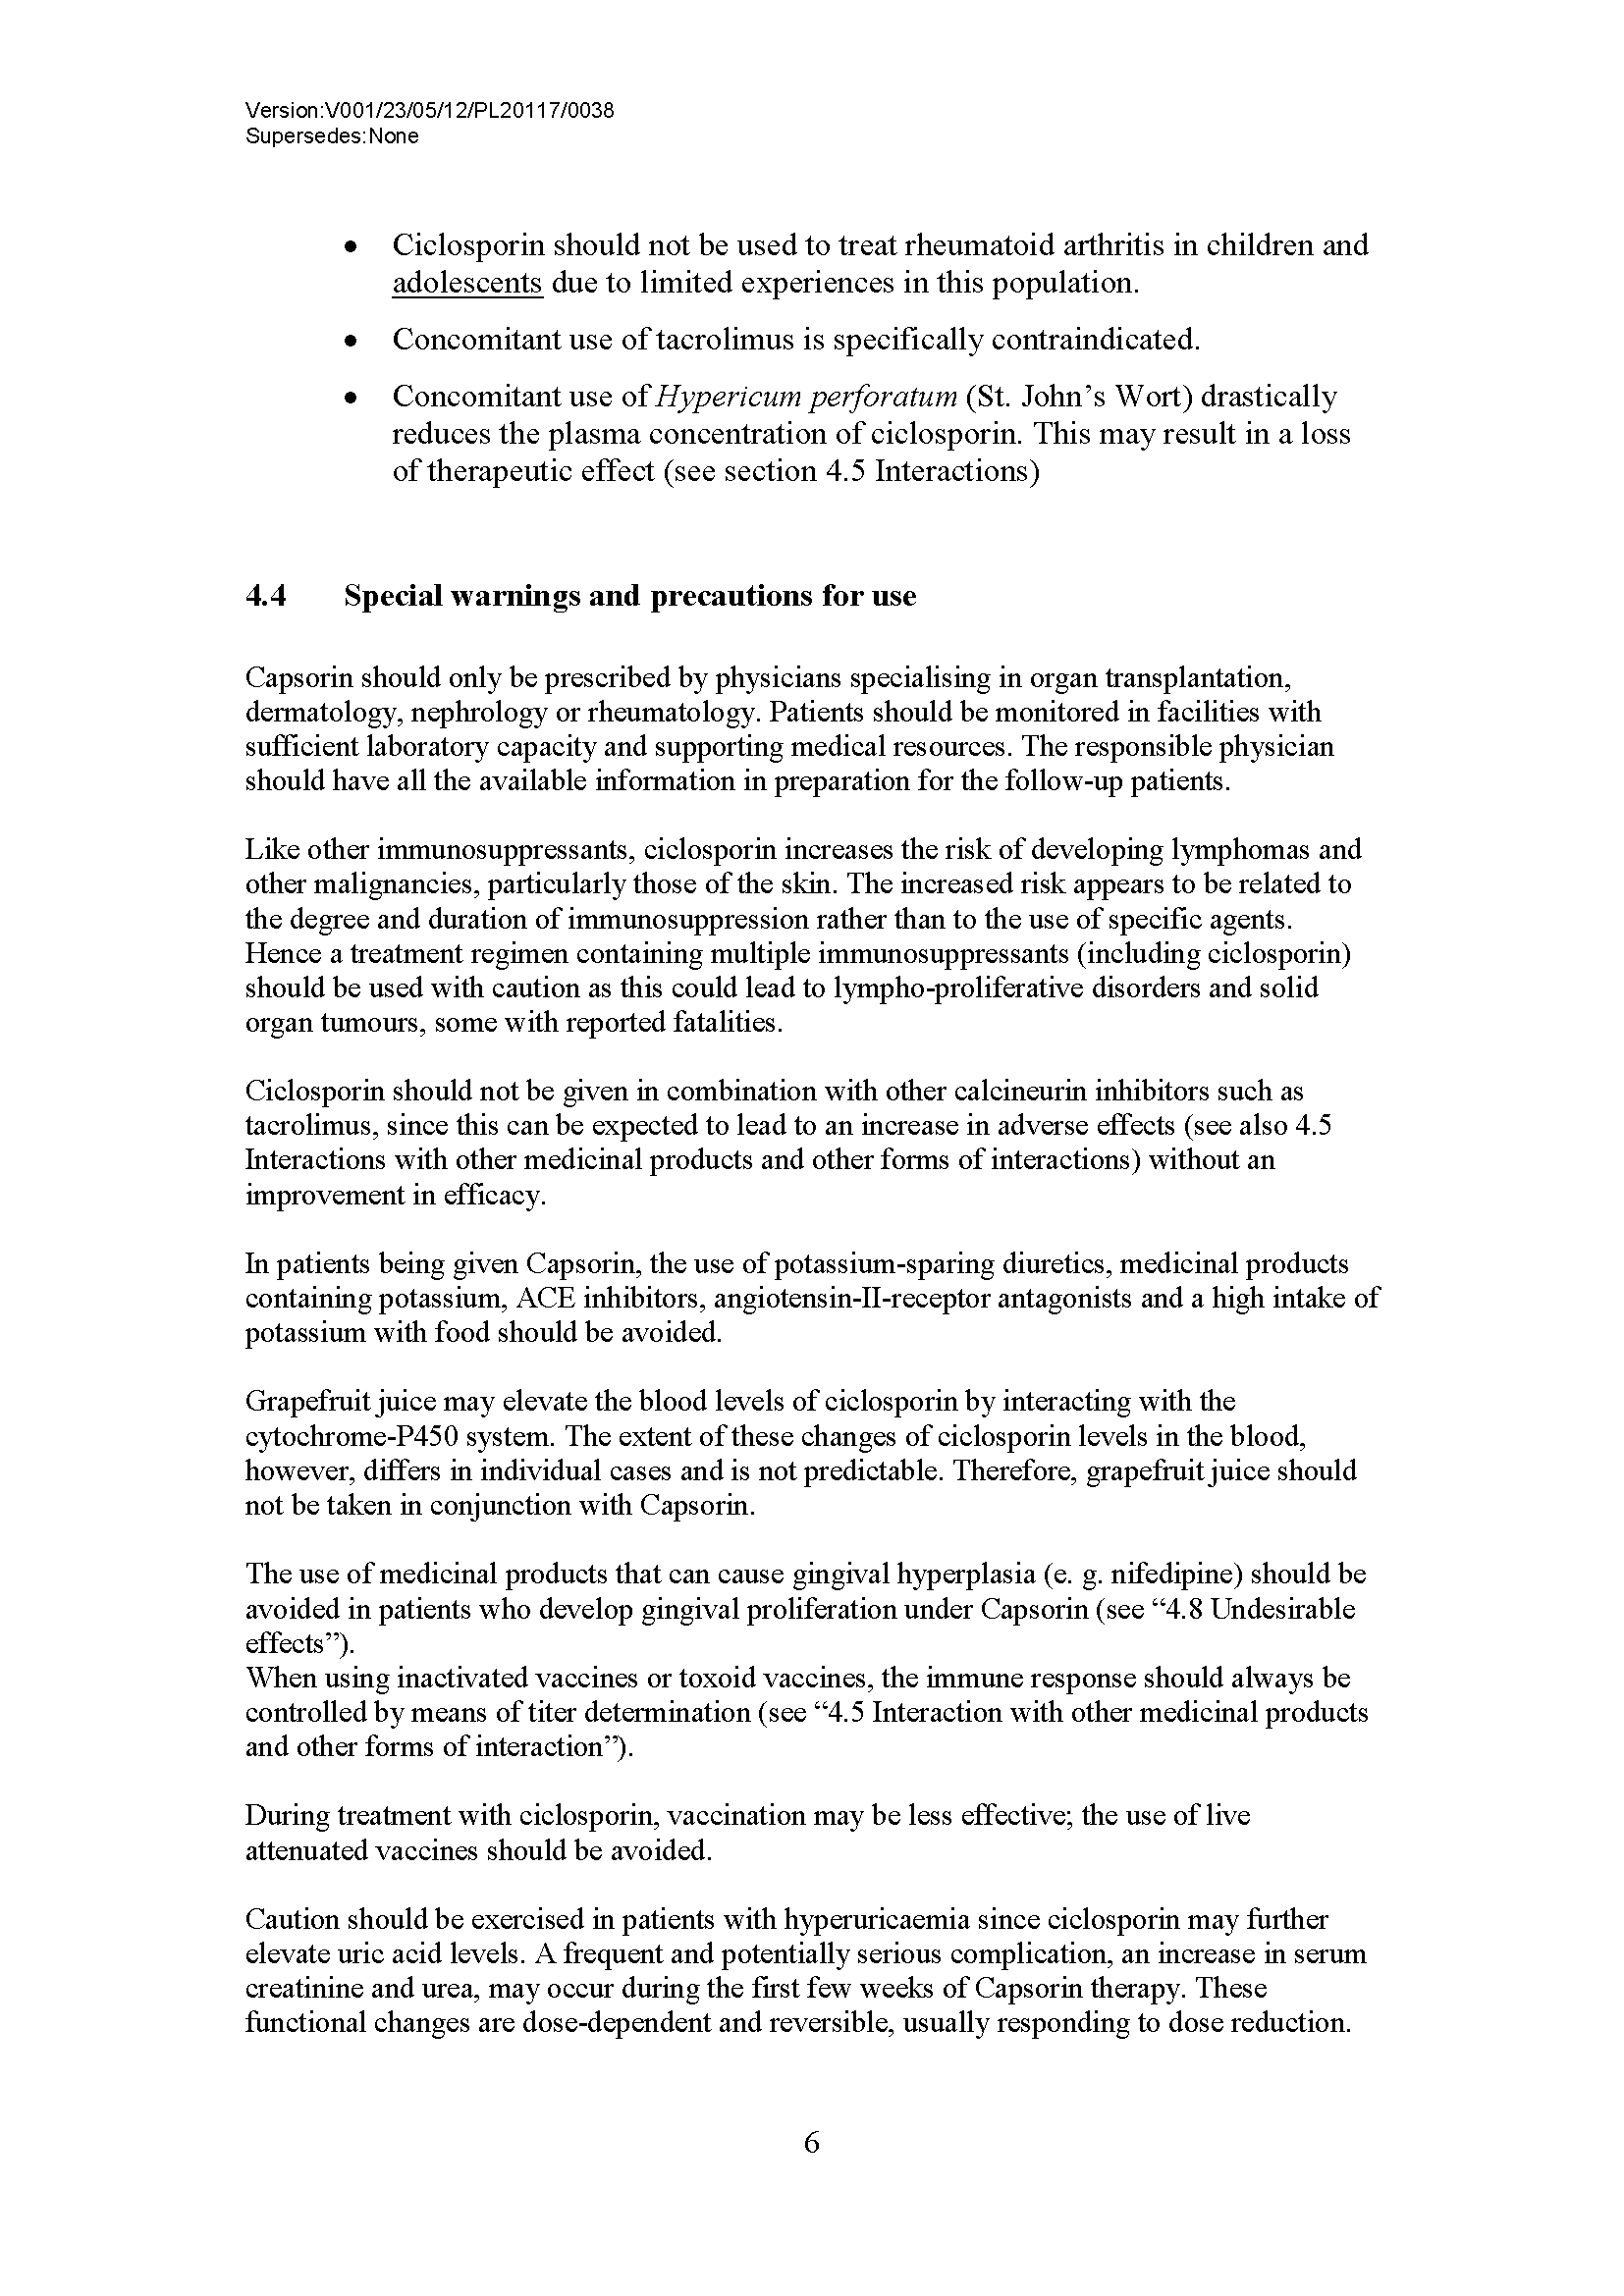 Version:V001/23/05/12/PL20117/0038
Supersedes:None
• Ciclosporin should not be used to treat rheumatoid arthritis in children and
adolescents due to limited experiences in this population.
• Concomitant use of tacrolimus is specifically contraindicated.
• Concomitant use of Hypericum perforatum (St. John’s Wort) drastically
reduces the plasma concentration of ciclosporin. This may result in a loss
of therapeutic effect (see section 4.5 Interactions)
4.4 Special warnings and precautions for use
Capsorin should only be prescribed by physicians specialising in organ transplantation,
dermatology, nephrology or rheumatology. Patients should be monitored in facilities with
sufficient laboratory capacity and supporting medical resources. The responsible physician
should have all the available information in preparation for the follow-up patients.
Like other immunosuppressants, ciclosporin increases the risk of developing lymphomas and
other malignancies, particularly those of the skin. The increased risk appears to be related to
the degree and duration of immunosuppression rather than to the use of specific agents.
Hence a treatment regimen containing multiple immunosuppressants (including ciclosporin)
should be used with caution as this could lead to lympho-proliferative disorders and solid
organ tumours, some with reported fatalities.
Ciclosporin should not be given in combination with other calcineurin inhibitors such as
tacrolimus, since this can be expected to lead to an increase in adverse effects (see also 4.5
Interactions with other medicinal products and other forms of interactions) without an
improvement in efficacy.
In patients being given Capsorin, the use of potassium-sparing diuretics, medicinal products
containing potassium, ACE inhibitors, angiotensin-II-receptor antagonists and a high intake of
potassium with food should be avoided.
Grapefruit juice may elevate the blood levels of ciclosporin by interacting with the
cytochrome-P450 system. The extent of these changes of ciclosporin levels in the blood,
however, differs in individual cases and is not predictable. Therefore, grapefruit juice should
not be taken in conjunction with Capsorin.
The use of medicinal products that can cause gingival hyperplasia (e. g. nifedipine) should be
avoided in patients who develop gingival proliferation under Capsorin (see “4.8 Undesirable
effects”).
When using inactivated vaccines or toxoid vaccines, the immune response should always be
controlled by means of titer determination (see “4.5 Interaction with other medicinal products
and other forms of interaction”).
During treatment with ciclosporin, vaccination may be less effective; the use of live
attenuated vaccines should be avoided.
Caution should be exercised in patients with hyperuricaemia since ciclosporin may further
elevate uric acid levels. A frequent and potentially serious complication, an increase in serum
creatinine and urea, may occur during the first few weeks of Capsorin therapy. These
functional changes are dose-dependent and reversible, usually responding to dose reduction.
6